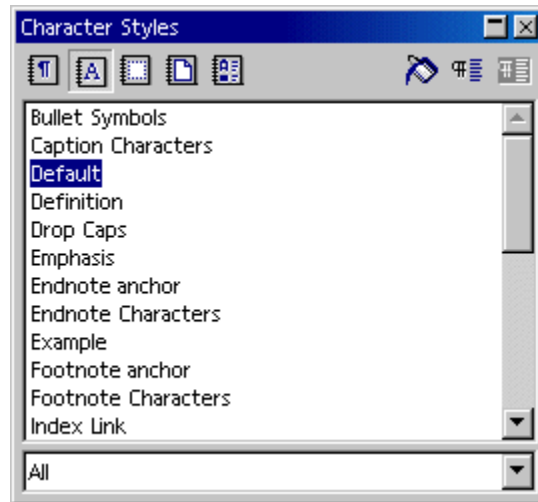 Character Styles
Bullet Symbols
Caption Characters
Default
Definition
Drop Caps
Emphasis
Endnote anchor
Endnote Characters
Example
Footnote anchor
Footnote Characters
Index Link
All